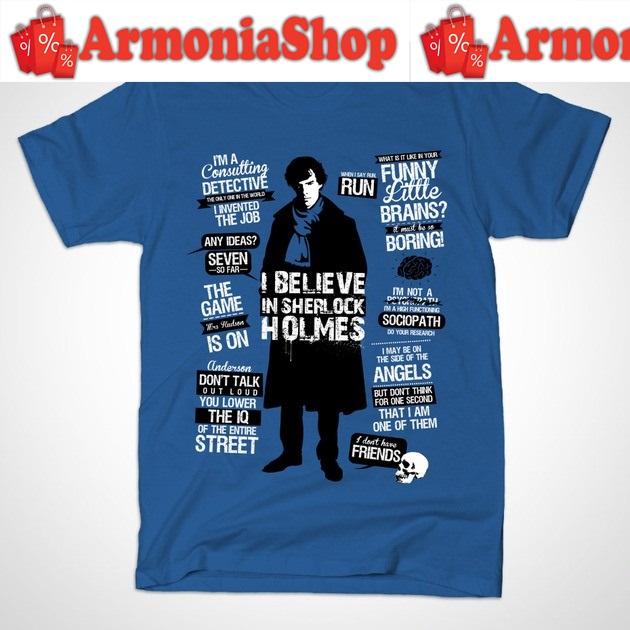 % % % ArmoniaShop % % % Armon
I'M A
Consulting
DETECTIVE
THE ONLY ONE IN THE WORLD
I INVENTED
THE JOB
ANY IDEAS?
SEVEN
—SO FAR—
THE
GAME
Mrs Hudson
IS ON
Anderson
DON'T TALK
OUT LOUD
YOU LOWER
THE IQ
OF THE ENTIRE
STREET
I BELIEVE
IN SHERLOCK
HOLMES
WHEN I SAY RUN,
RUN
WHAT IS IT LIKE IN YOUR
FUNNY
Little
BRAINS?
it must be so
BORING!
I'M NOT A
PSYCHOPATH
I'M A HIGH FUNCTIONING
SOCIOPATH
DO YOUR RESEARCH
I MAY BE ON
THE SIDE OF THE
ANGELS
BUT DON'T THINK
FOR ONE SECOND
THAT I AM
ONE OF THEM
I don't have
FRIENDS